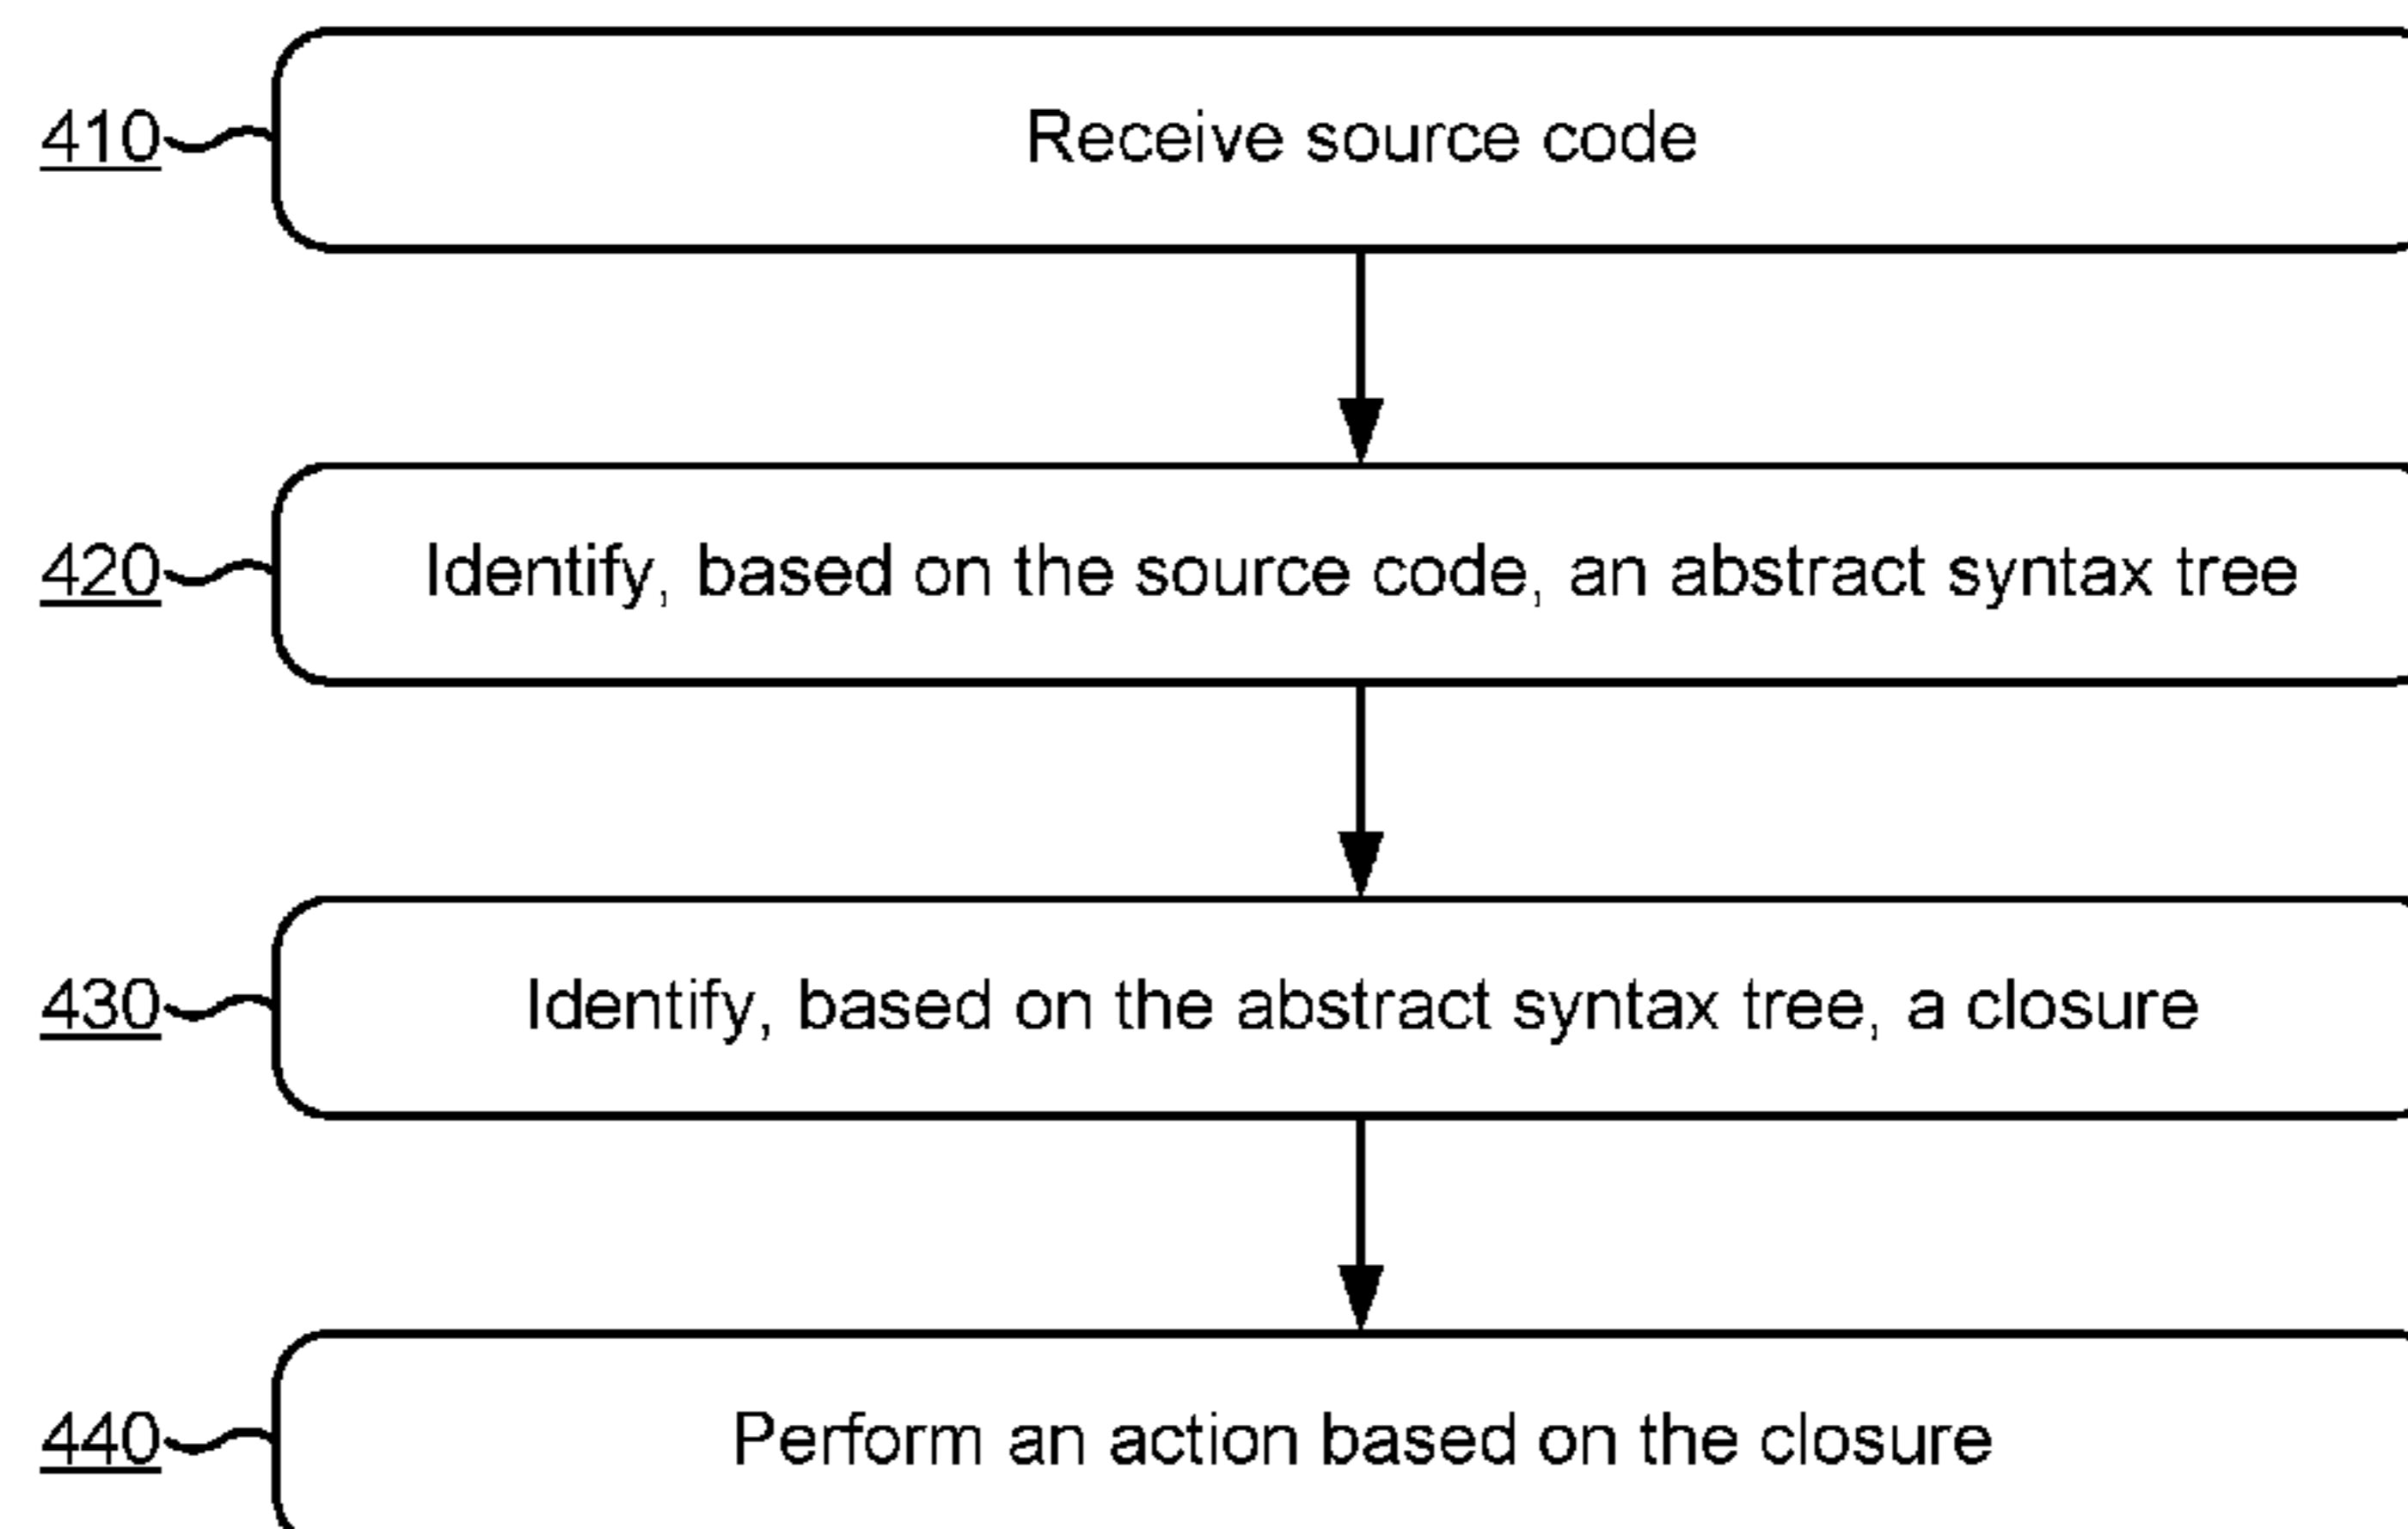 410 Receive source code
420 Identify, based on the source code, an abstract syntax tree
430 Identify, based on the abstract syntax tree, a closure
440 Perform an action based on the closure